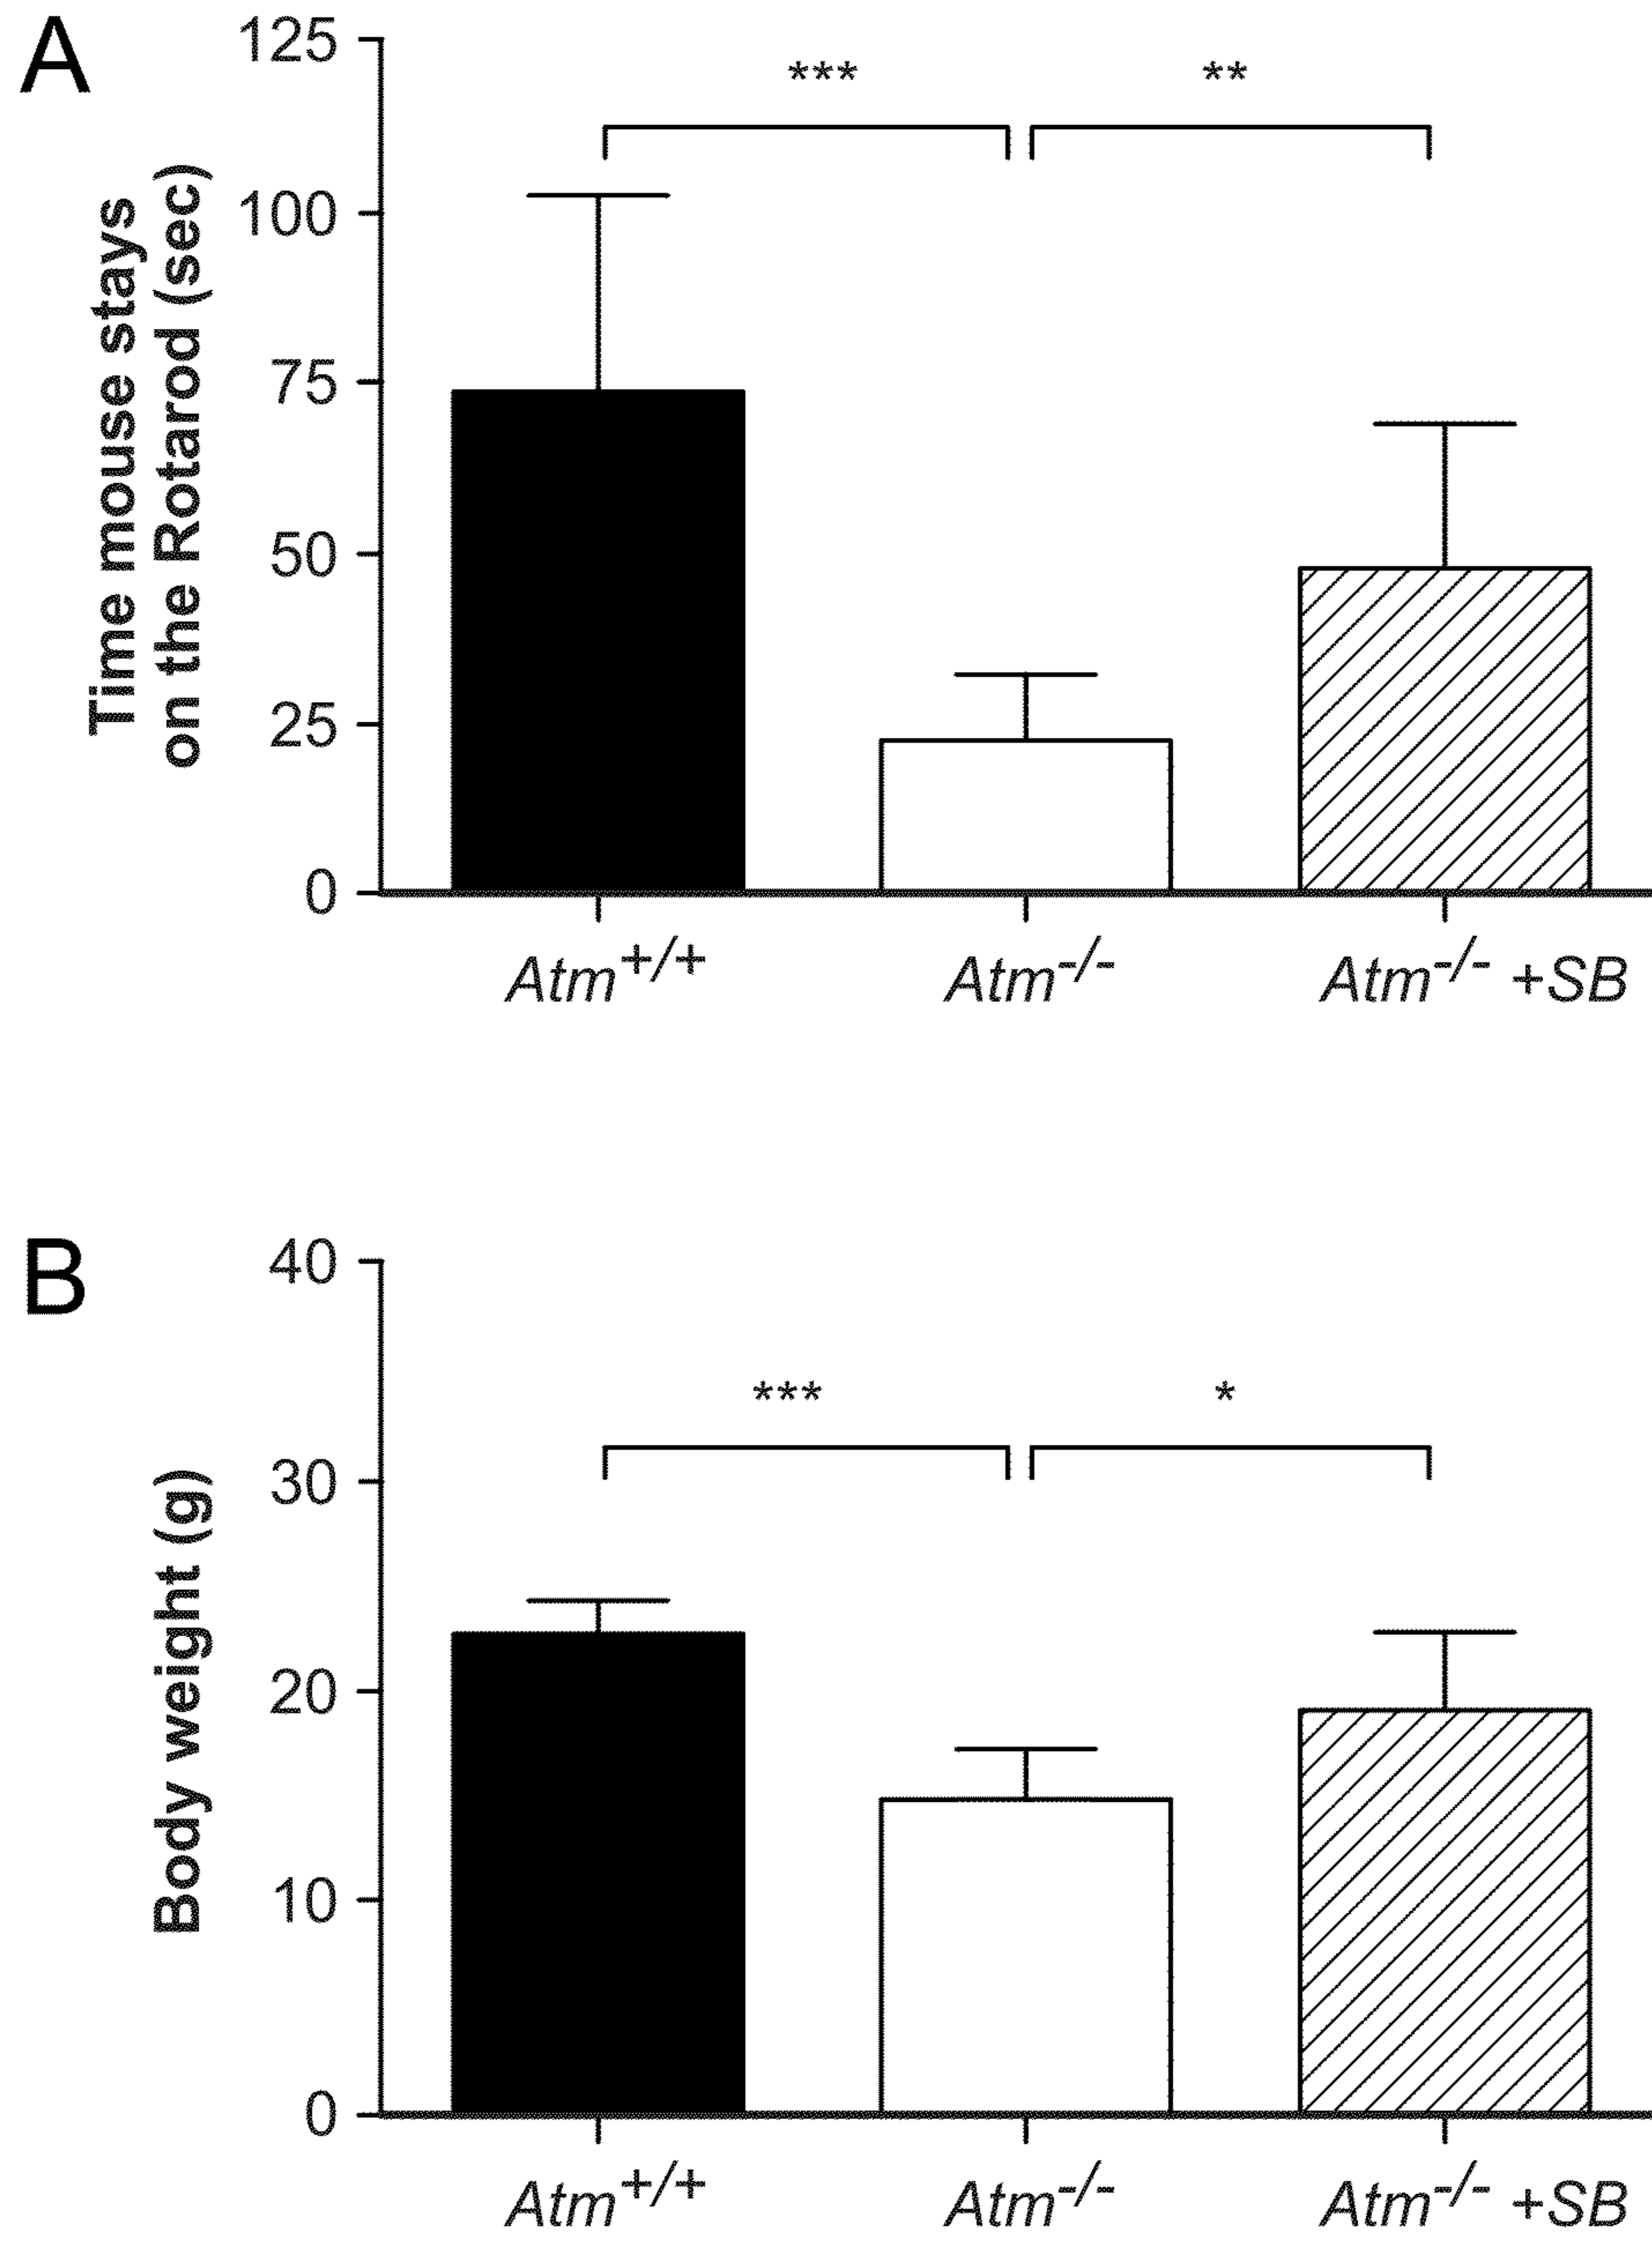 A
125
100
75
50
25
0
Time mouse stays
on the Rotarod (sec)
*** **
Atm+/+ Atm-/- Atm-/- +SB
B
40
30
20
10
0
Body weight (g)
*** *
Atm+/+ Atm-/- Atm-/- +SB